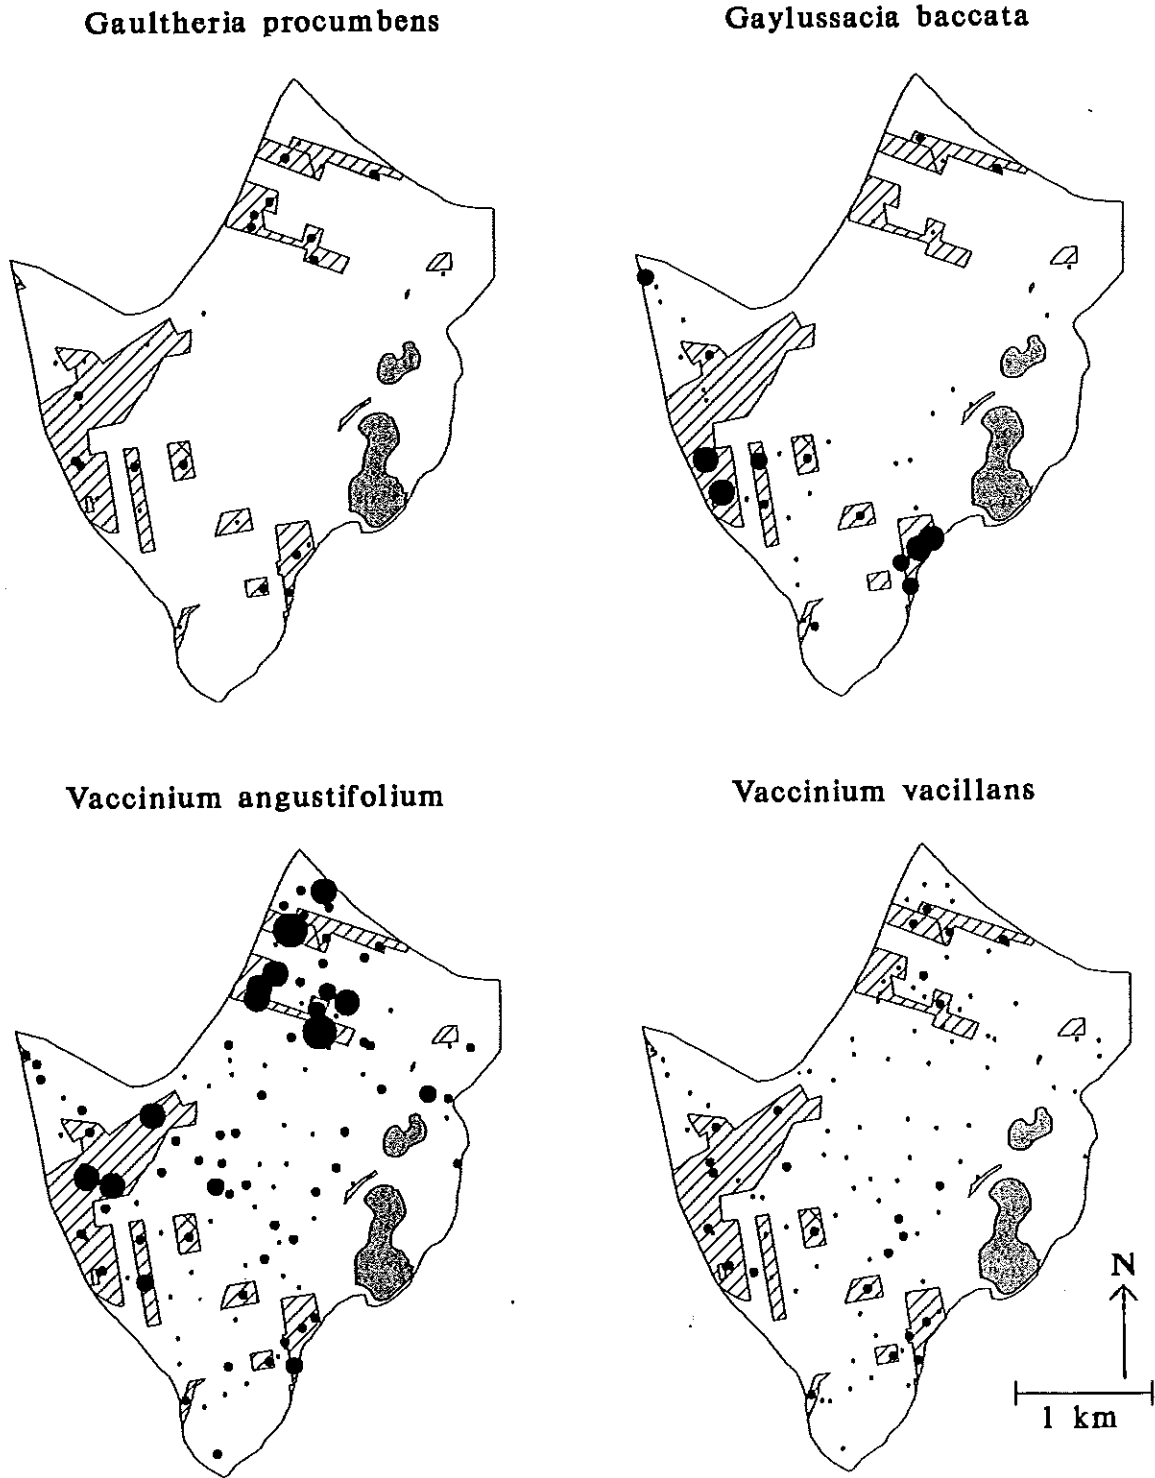 Gaultheria procumbens
Gaylussacia baccata
Vaccinium angustifolium
Vaccinium vacillans
N
1 km